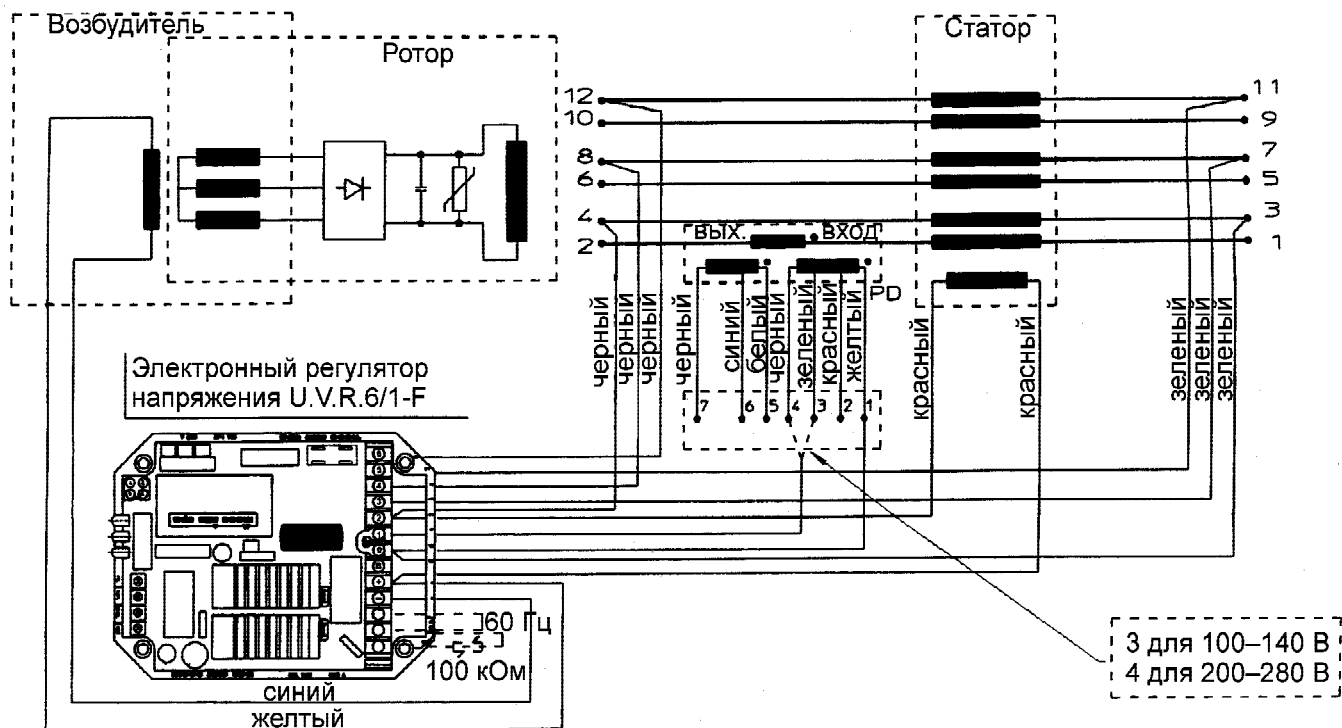 Возбудитель
Ротор
Статор
12
10
8
6
4
2
11
9
7
5
3
1
ВЫХ.
ВХОД
PD
черный
черный
черный
черный
синий
белый
черный
зеленый
красный
желтый
красный
красный
зеленый
зеленый
зеленый
7
6
5
4
3
2
1
Электронный регулятор
напряжения U.V.R.6/1-F
60 Гц
100 кОм
синий
желтый
3 для 100–140 В
4 для 200–280 В